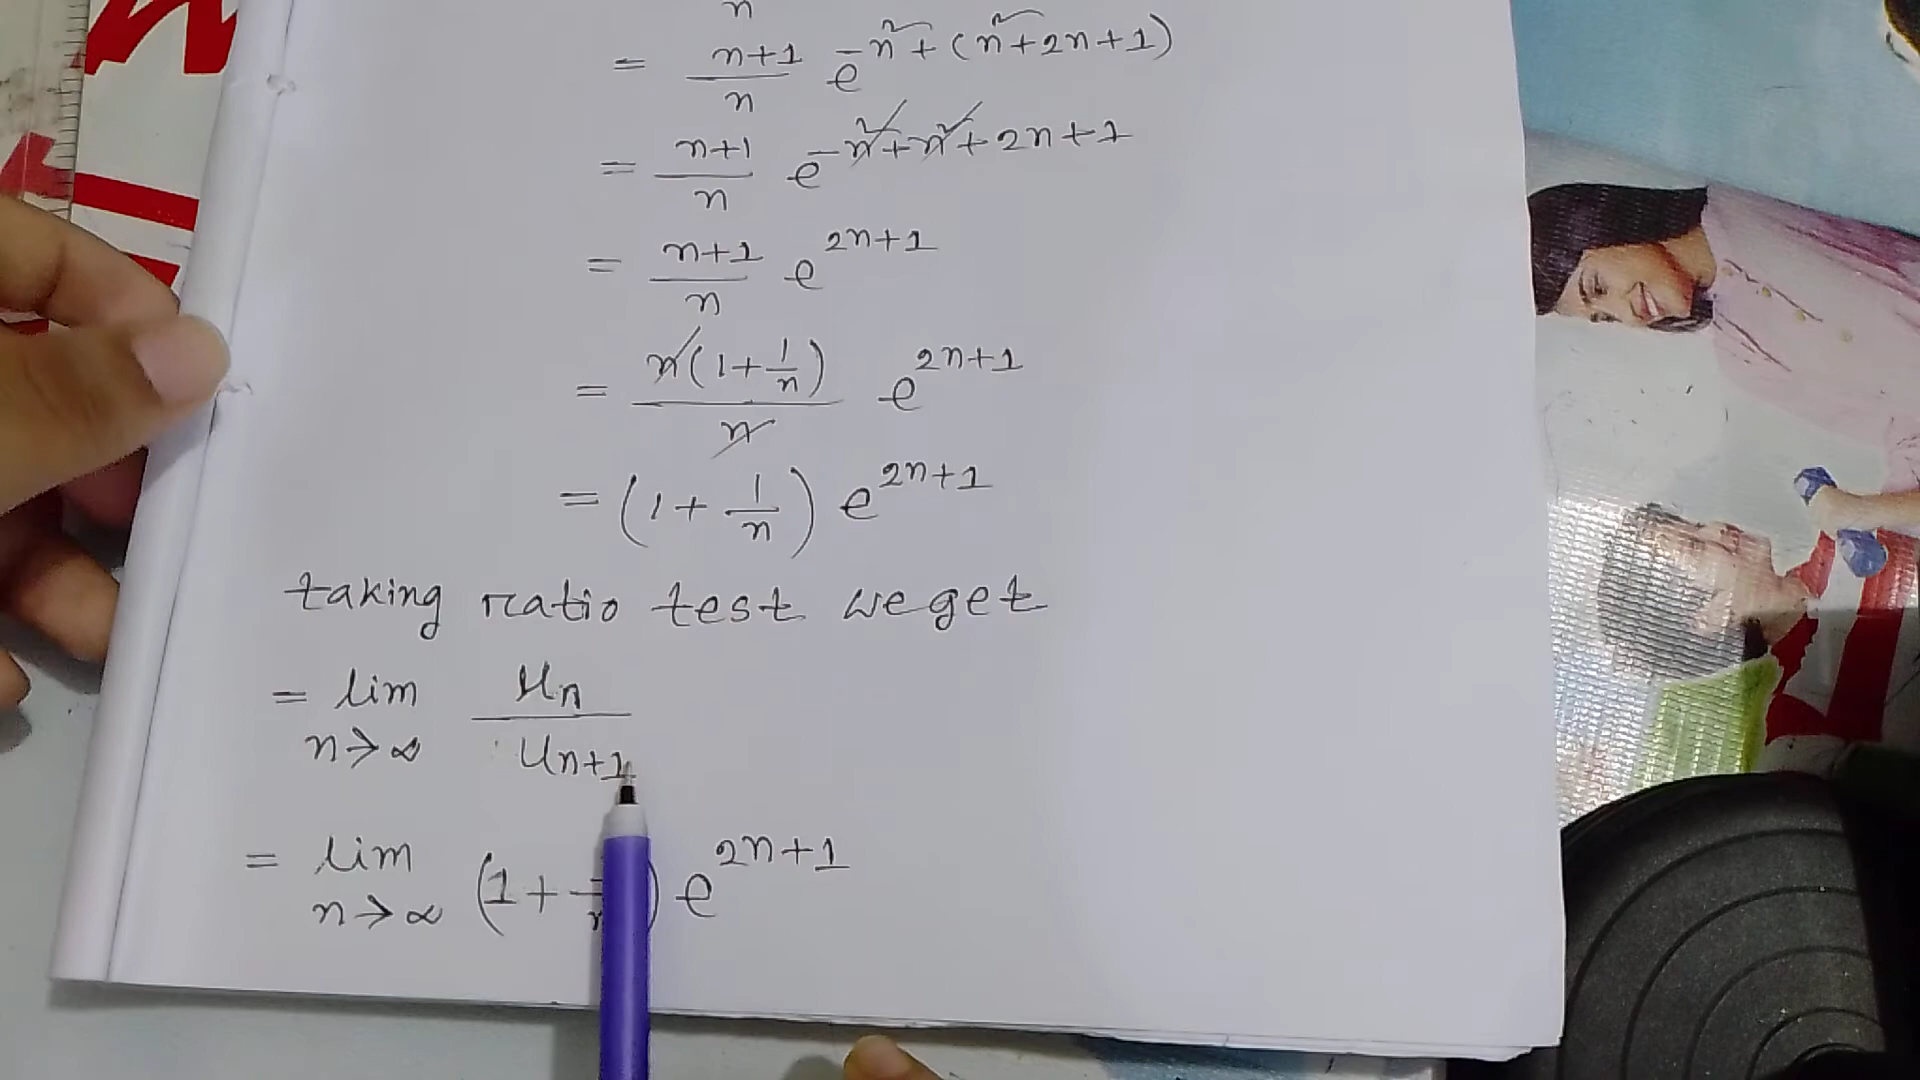 n
= n+1/n e^-n²+(n²+2n+1)
= n+1/n e^-n²+n²+2n+1
= n+1/n e^2n+1
= n(1+1/n)/n e^2n+1
= (1+1/n) e^2n+1
taking ratio test we get
= lim n→∞ un/un+1
= lim n→∞ (1+ ) e^2n+1